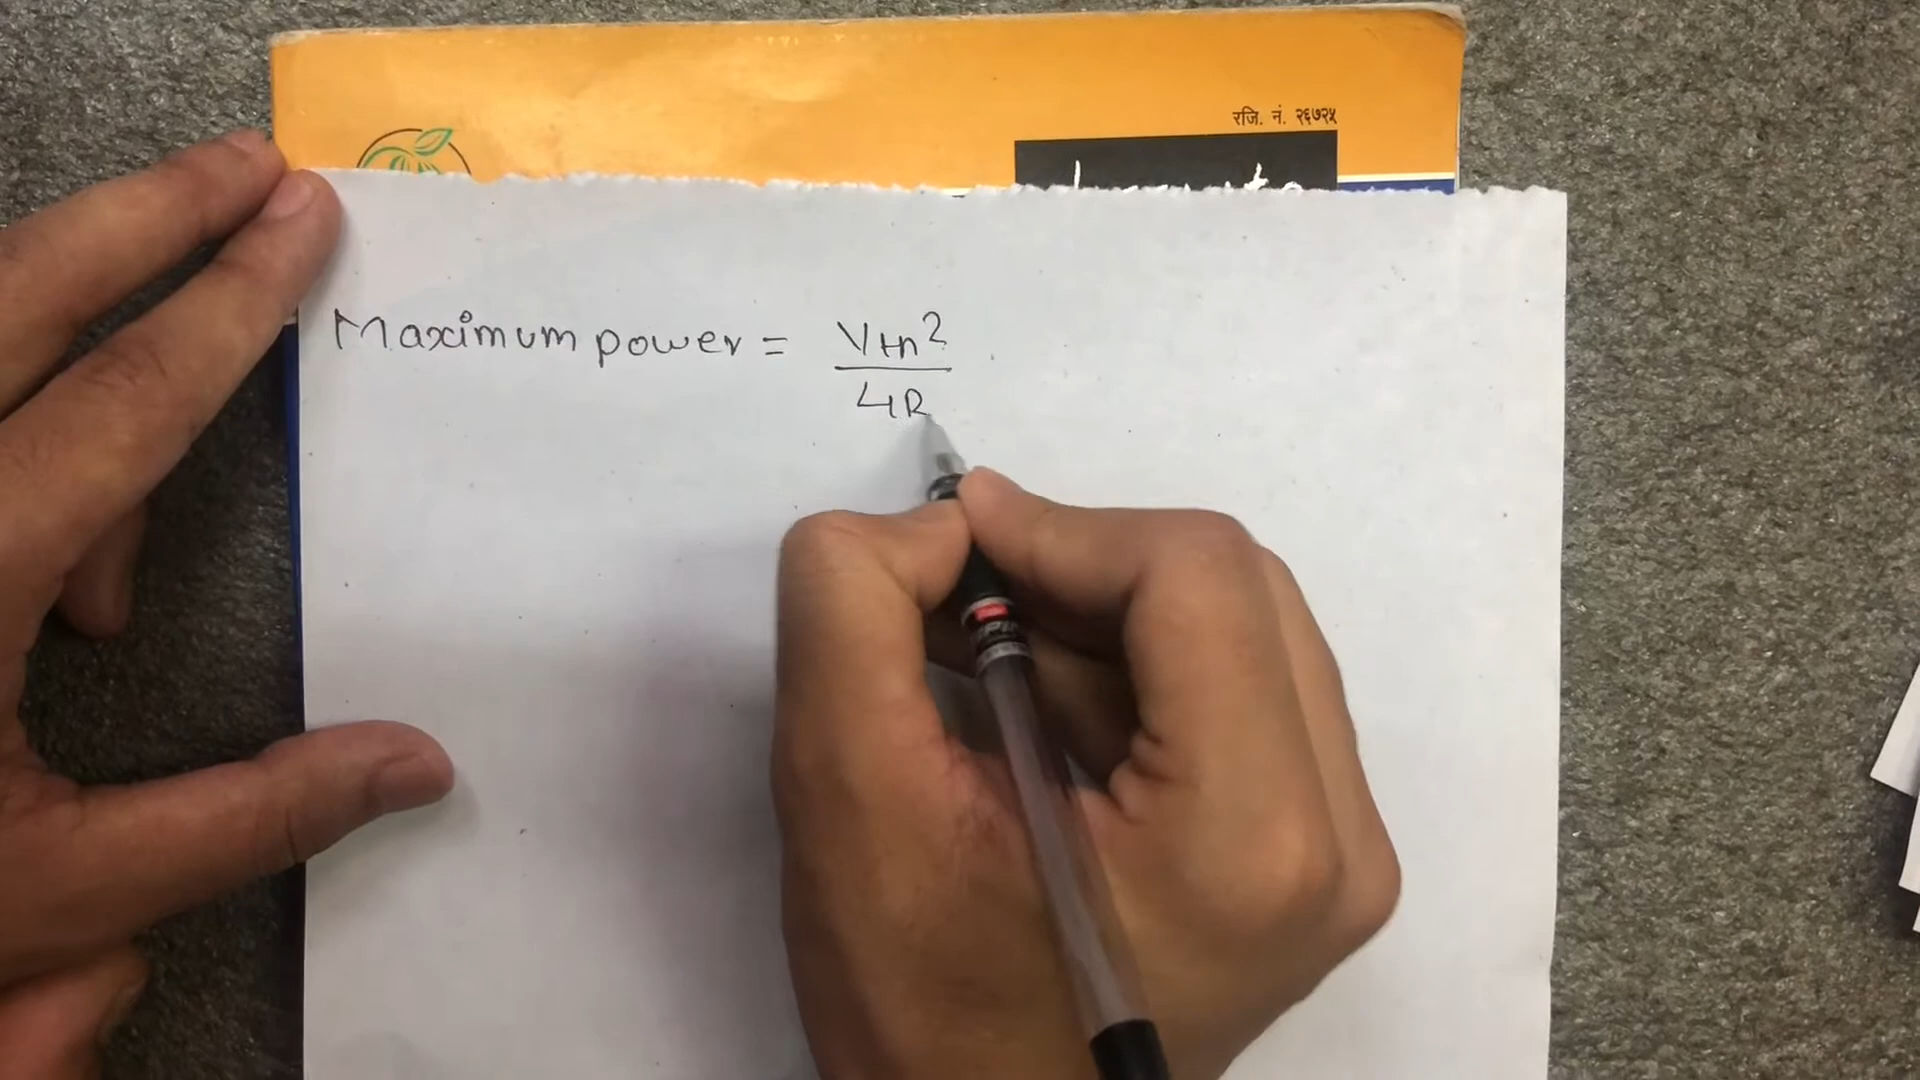 रजि. नं. २६७२५
Maximum power = Vth²
4R